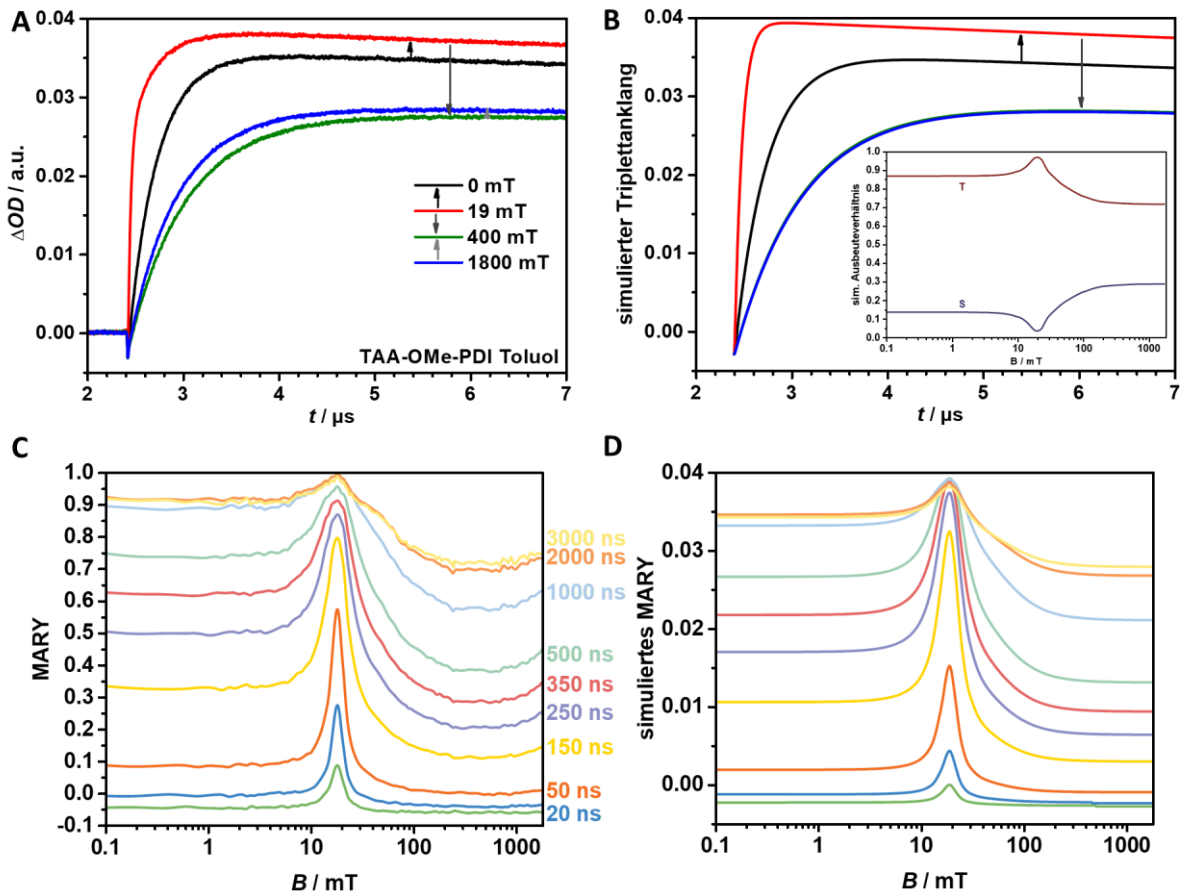 A
0.04
0.03
0.02
0.01
0.00
ΔOD / a.u.
0 mT
19 mT
400 mT
1800 mT
TAA-OMe-PDI Toluol
2 3 4 5 6 7
t / µs
B
0.04
0.03
0.02
0.01
0.00
simulierter Triplettanklang
1.0
0.9
0.8
0.7
0.6
0.5
0.4
0.3
0.2
0.1
0.0
sim. Ausbeuteverhältnis
T
S
0.1 1 10 100 1000
B / m T
2 3 4 5 6 7
t / µs
C
1.0
0.9
0.8
0.7
0.6
0.5
0.4
0.3
0.2
0.1
0.0
-0.1
MARY
3000 ns
2000 ns
1000 ns
500 ns
350 ns
250 ns
150 ns
50 ns
20 ns
0.1 1 10 100 1000
B / mT
D
0.04
0.03
0.02
0.01
0.00
simuliertes MARY
0.1 1 10 100 1000
B / mT